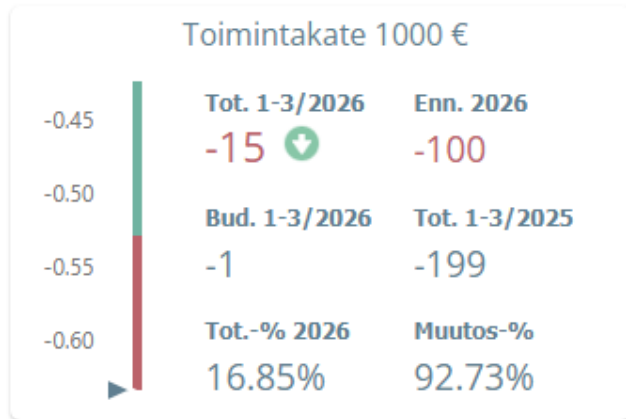 Toimintakate 1000 €
-0.45
-0.50
-0.55
-0.60
Tot. 1-3/2026 Enn. 2026
-15 -100
Bud. 1-3/2026 Tot. 1-3/2025
-1 -199
Tot.-% 2026 Muutos-%
16.85% 92.73%